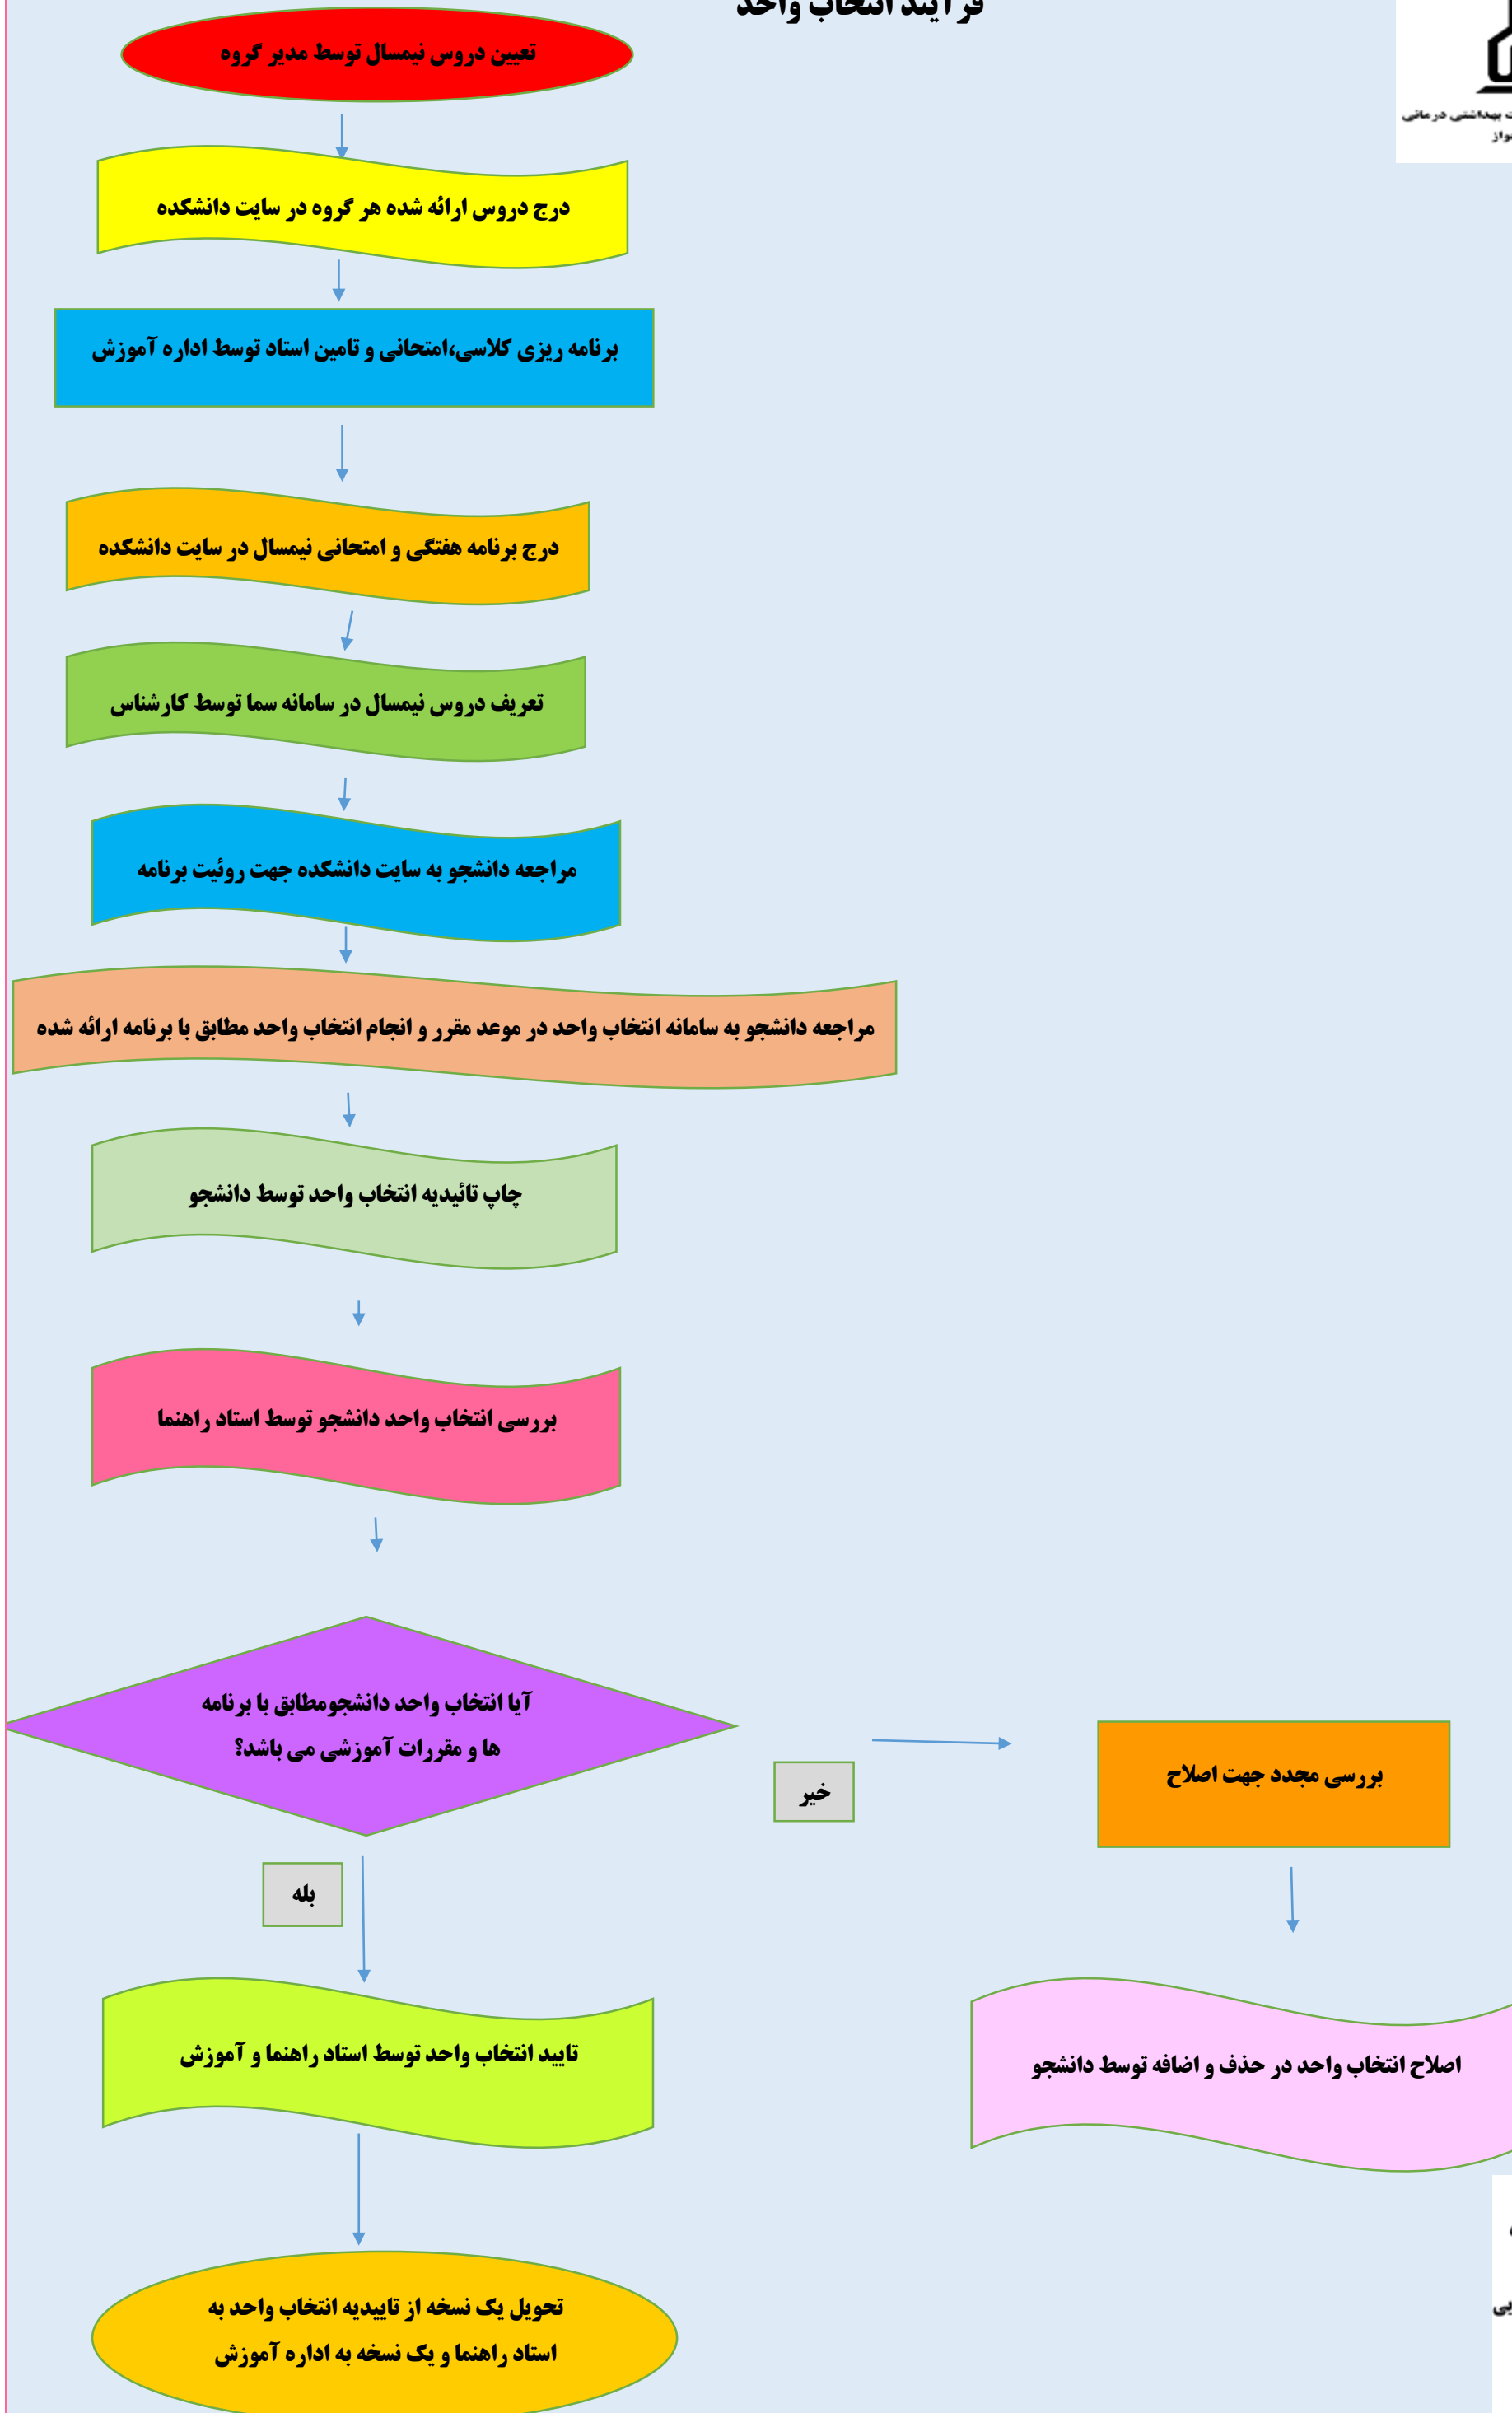 فرآیند انتخاب واحد
بهداشتی درمانی
تعیین دروس نیمسال توسط مدیر گروه
درج دروس ارائه شده هر گروه در سایت دانشکده
برنامه ریزی کلاسی،امتحانی و تامین استاد توسط اداره آموزش
درج برنامه هفتگی و امتحانی نیمسال در سایت دانشکده
تعریف دروس نیمسال در سامانه سما توسط کارشناس
مراجعه دانشجو به سایت دانشکده جهت روئیت برنامه
مراجعه دانشجو به سامانه انتخاب واحد در موعد مقرر و انجام انتخاب واحد مطابق با برنامه ارائه شده
چاپ تائیدیه انتخاب واحد توسط دانشجو
بررسی انتخاب واحد دانشجو توسط استاد راهنما
آیا انتخاب واحد دانشجومطابق با برنامه
ها و مقررات آموزشی می باشد؟
خیر
بررسی مجدد جهت اصلاح
بله
تایید انتخاب واحد توسط استاد راهنما و آموزش
اصلاح انتخاب واحد در حذف و اضافه توسط دانشجو
تحویل یک نسخه از تاییدیه انتخاب واحد به
استاد راهنما و یک نسخه به اداره آموزش